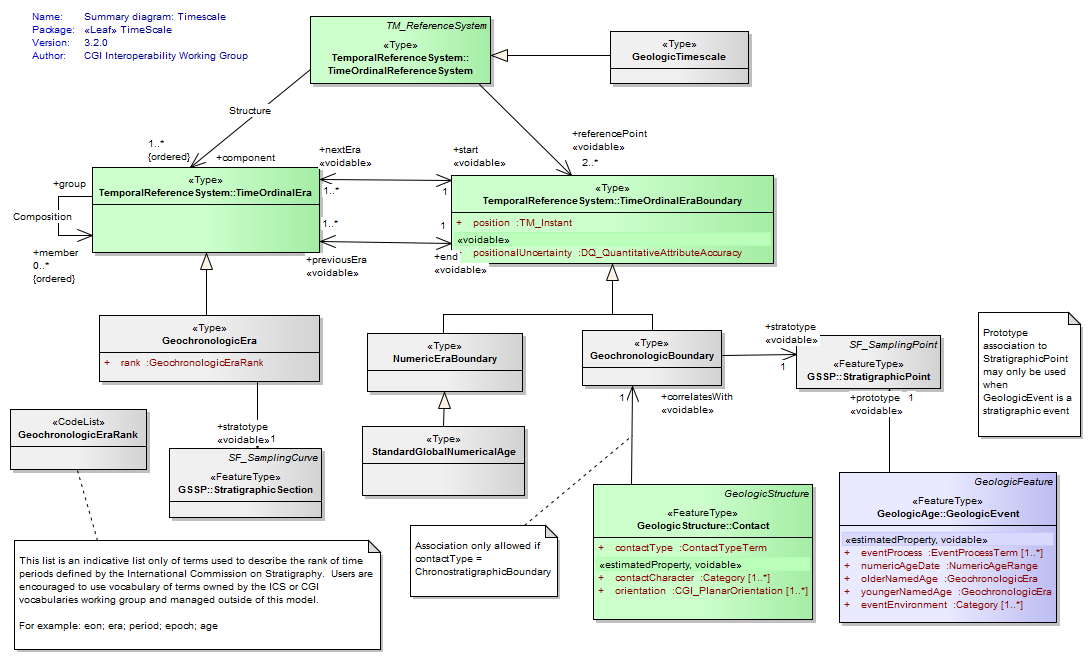 Name: Summary diagram: Timescale
Package: «Leaf» TimeScale
Version: 3.2.0
Author: CGI Interoperability Working Group
TM_ReferenceSystem
«Type»
TemporalReferenceSystem::
TimeOrdinalReferenceSystem
«Type»
GeologicTimescale
Structure
1..*
{ordered}
+component
+nextEra
«voidable»
1..*
+start
«voidable»
1
+referencePoint
«voidable»
2..*
+group
Composition
+member
0..*
{ordered}
«Type»
TemporalReferenceSystem::TimeOrdinalEra
1..*
+previousEra
«voidable»
1
+end
«voidable»
«Type»
TemporalReferenceSystem::TimeOrdinalEraBoundary
+ position :TM_Instant
«voidable»
positionalUncertainty :DQ_QuantitativeAttributeAccuracy
«Type»
GeochronologicEra
+ rank :GeochronologicEraRank
«Type»
NumericEraBoundary
«Type»
GeochronologicBoundary
+stratotype
«voidable»
1
SF_SamplingPoint
«FeatureType»
GSSP::StratigraphicPoint
Prototype
association to
StratigraphicPoint
may only be used
when
GeologicEvent is a
stratigraphic event
«CodeList»
GeochronologicEraRank
+stratotype
«voidable» 1
SF_SamplingCurve
«FeatureType»
GSSP::StratigraphicSection
«Type»
StandardGlobalNumericalAge
1
+correlatesWith
«voidable»
+prototype 1
«voidable»
This list is an indicative list only of terms used to describe the rank of time
periods defined by the International Commission on Stratigraphy. Users are
encouraged to use vocabulary of terms owned by the ICS or CGI
vocabularies working group and managed outside of this model.
For example: eon; era; period; epoch; age
Association only allowed if
contactType =
ChronostratigraphicBoundary
GeologicStructure
«FeatureType»
GeologicStructure::Contact
+ contactType :ContactTypeTerm
«estimatedProperty, voidable»
+ contactCharacter :Category [1..*]
+ orientation :CGI_PlanarOrientation [1..*]
GeologicFeature
«FeatureType»
GeologicAge::GeologicEvent
«estimatedProperty, voidable»
+ eventProcess :EventProcessTerm [1..*]
+ numericAgeDate :NumericAgeRange
+ olderNamedAge :GeochronologicEra
+ youngerNamedAge :GeochronologicEra
+ eventEnvironment :Category [1..*]